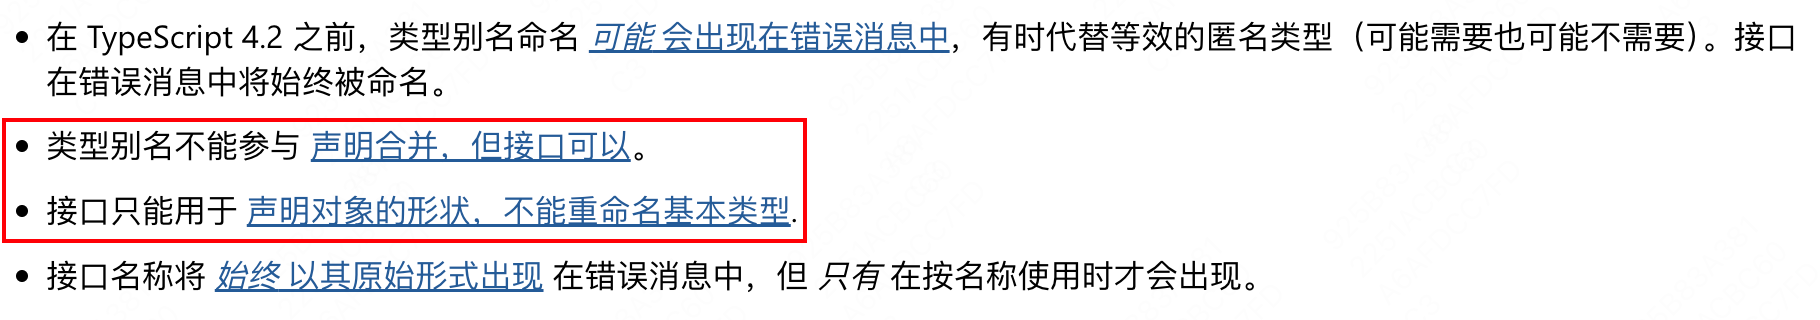 • 在 TypeScript 4.2 之前，类型别名命名 可能 会出现在错误消息中，有时代替等效的匿名类型（可能需要也可能不需要）。接口
在错误消息中将始终被命名。
• 类型别名不能参与 声明合并，但接口可以。
• 接口只能用于 声明对象的形状，不能重命名基本类型.
• 接口名称将 始终 以其原始形式出现 在错误消息中，但 只有 在按名称使用时才会出现。